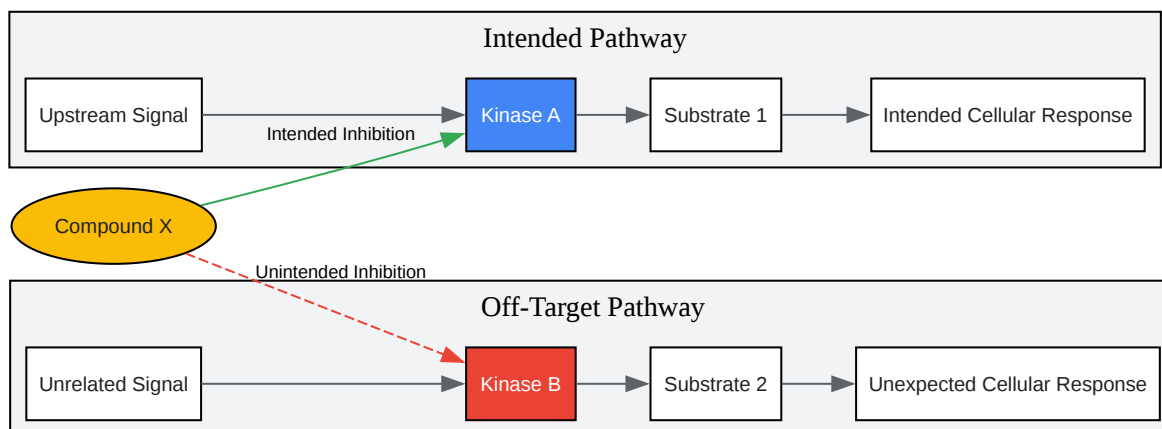 Intended Pathway
Upstream Signal
Kinase A
Substrate 1
Intended Cellular Response
Intended Inhibition
Compound X
Unintended Inhibition
Off-Target Pathway
Unrelated Signal
Kinase B
Substrate 2
Unexpected Cellular Response